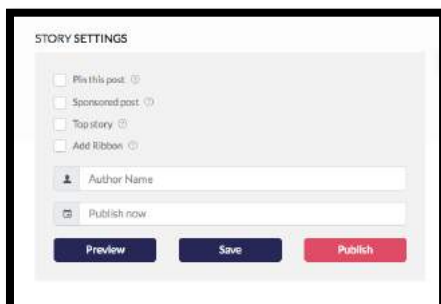 STORY SETTINGS
Pin this post
Sponsored post
Top story
Add Ribbon
Author Name
Publish now
Preview Save Publish